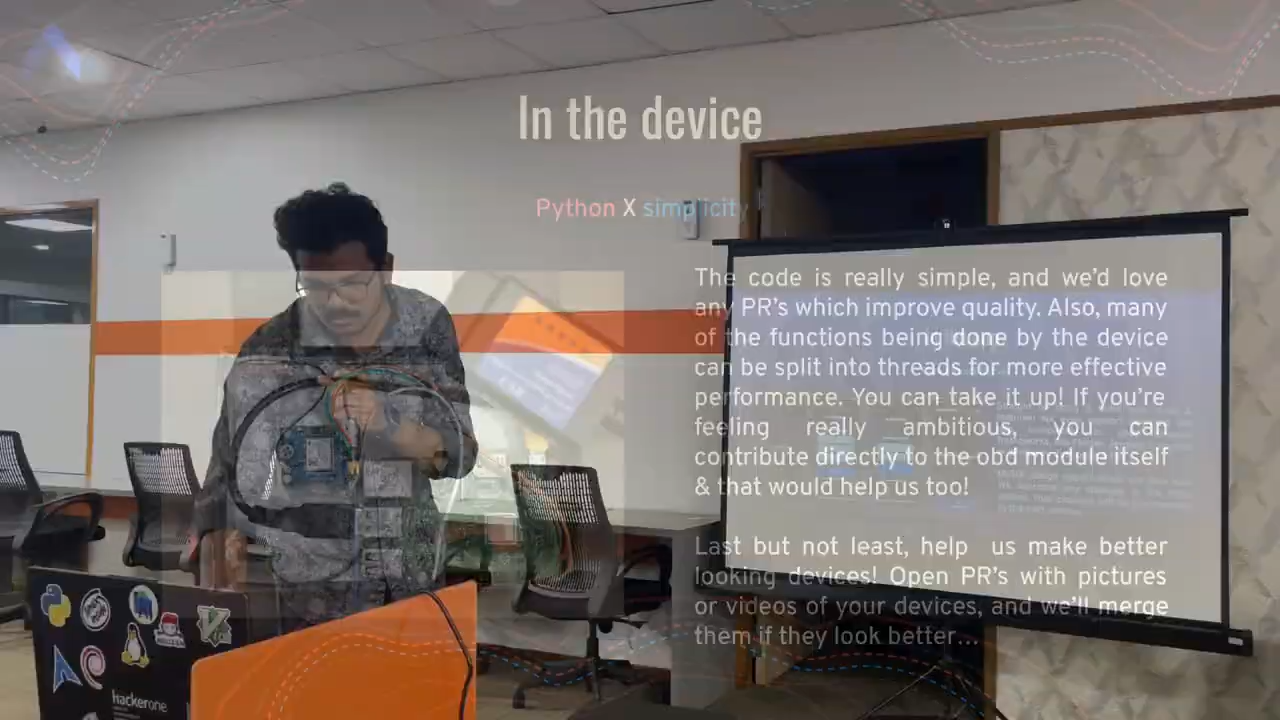 In the device
Python X simplicity
The code is really simple, and we'd love
any PR's which improve quality. Also, many
of the functions being done by the device
can be split into threads for more effective
performance. You can take it up! If you're
feeling really ambitious, you can
contribute directly to the obd module itself
& that would help us too!
Last but not least, help us make better
looking devices! Open PR's with pictures
or videos of your devices, and we'll merge
them if they look better...
hackerone